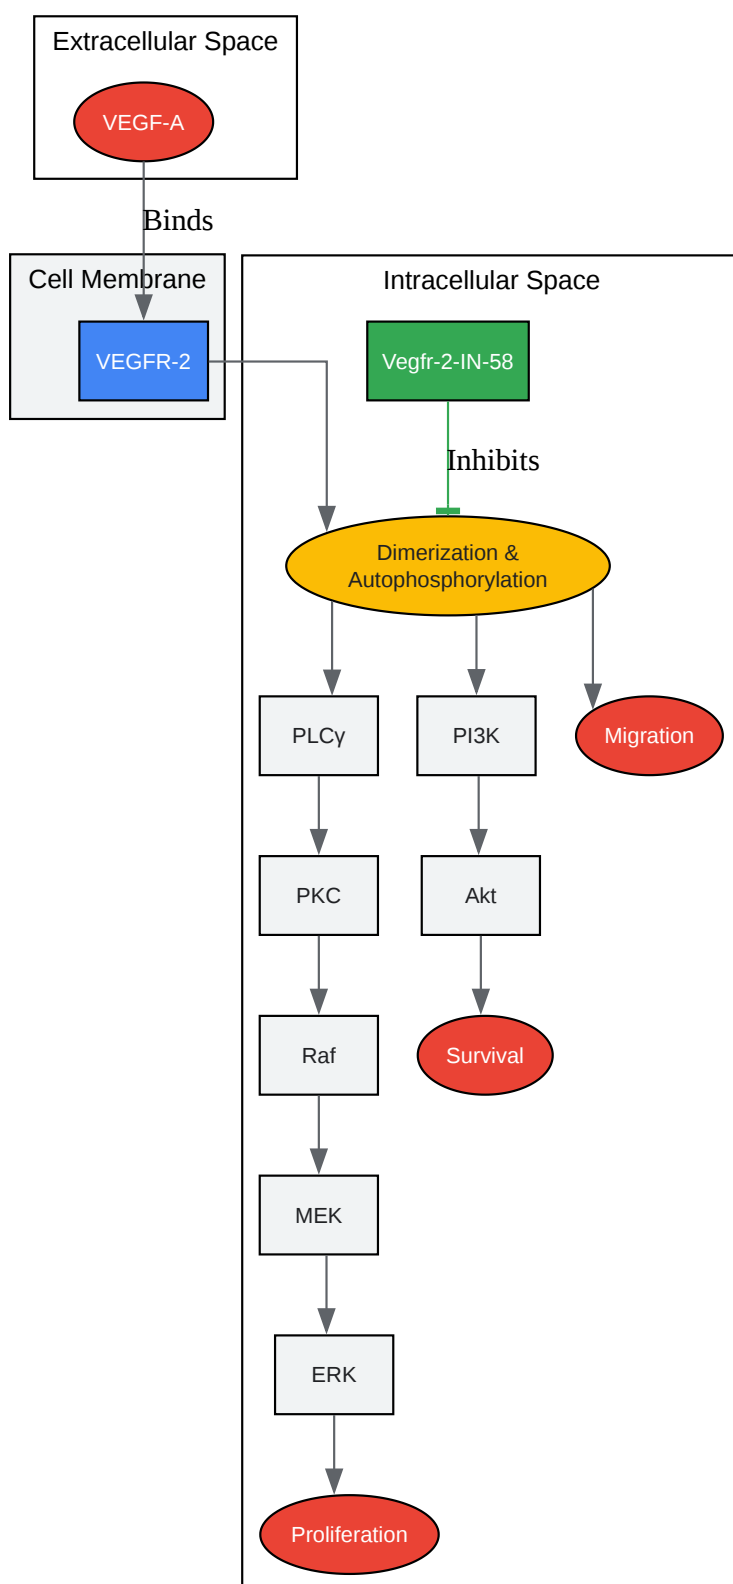 Extracellular Space
VEGF-A
Binds
Cell Membrane
VEGFR-2
Intracellular Space
Vegfr-2-IN-58
Inhibits
Dimerization &
Autophosphorylation
PLCγ
PI3K
Migration
PKC
Akt
Raf
Survival
MEK
ERK
Proliferation